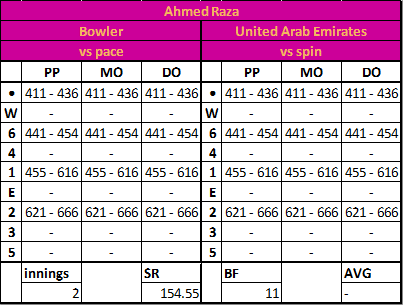 Ahmed Raza
Bowler United Arab Emirates
vs pace vs spin
PP MO DO PP MO DO
• 411 - 436 411 - 436 411 - 436 • 411 - 436 411 - 436 411 - 436
W - - - W - - -
6 441 - 454 441 - 454 441 - 454 6 441 - 454 441 - 454 441 - 454
4 - - - 4 - - -
1 455 - 616 455 - 616 455 - 616 1 455 - 616 455 - 616 455 - 616
E - - - E - - -
2 621 - 666 621 - 666 621 - 666 2 621 - 666 621 - 666 621 - 666
3 - - - 3 - - -
5 - - - 5 - - -
innings SR BF AVG
2 154.55 11 -